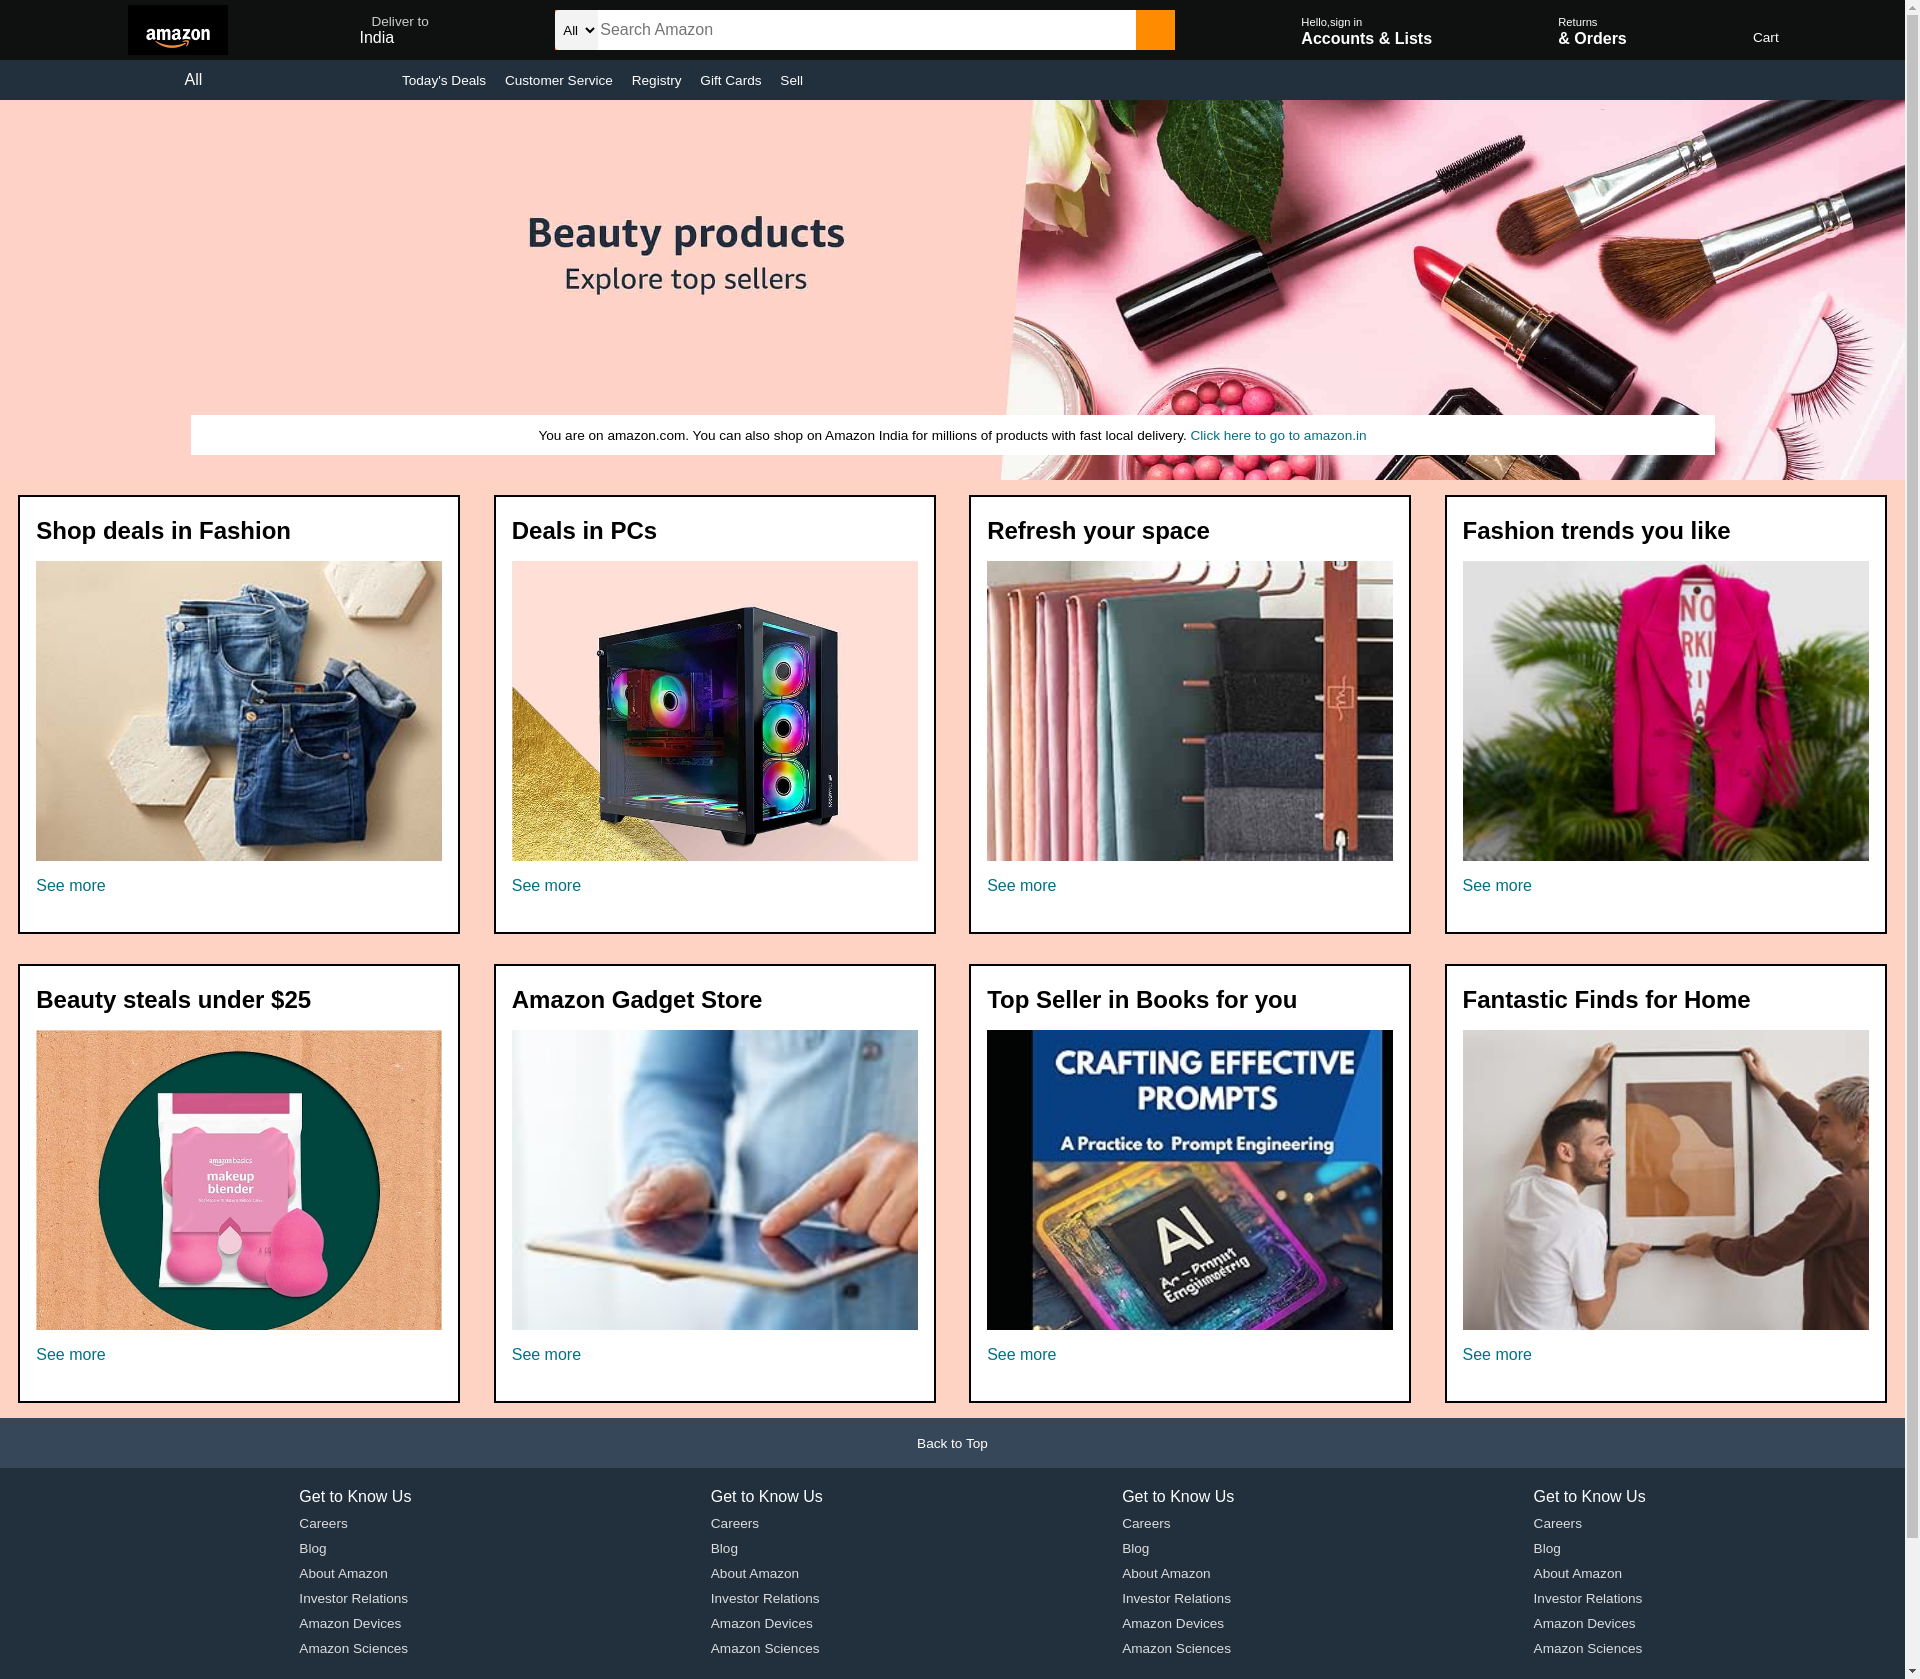 amazon
Deliver to
India
All
Search Amazon
Hello,sign in
Accounts & Lists
Returns
& Orders
Cart
All
Today's Deals
Customer Service
Registry
Gift Cards
Sell
Beauty products
Explore top sellers
You are on amazon.com. You can also shop on Amazon India for millions of products with fast local delivery. Click here to go to amazon.in
Shop deals in Fashion
See more
Deals in PCs
See more
Refresh your space
See more
Fashion trends you like
NO
RKI
See more
Beauty steals under $25
amazon basics
makeup
blender
See more
Amazon Gadget Store
See more
Top Seller in Books for you
CRAFTING EFFECTIVE
PROMPTS
A Practice to Prompt Engineering
AI
See more
Fantastic Finds for Home
See more
Back to Top
Get to Know Us
Careers
Blog
About Amazon
Investor Relations
Amazon Devices
Amazon Sciences
Get to Know Us
Careers
Blog
About Amazon
Investor Relations
Amazon Devices
Amazon Sciences
Get to Know Us
Careers
Blog
About Amazon
Investor Relations
Amazon Devices
Amazon Sciences
Get to Know Us
Careers
Blog
About Amazon
Investor Relations
Amazon Devices
Amazon Sciences